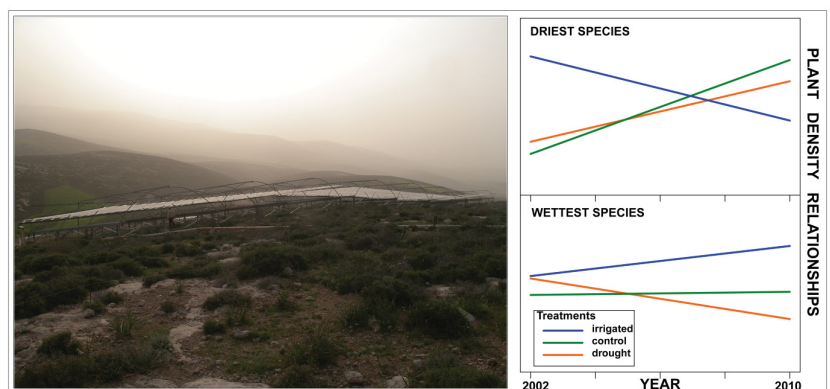 DRIEST SPECIES
WETTEST SPECIES
Treatments
irrigated
control
drought
2002
YEAR
2010
PLANT DENSITY RELATIONSHIPS